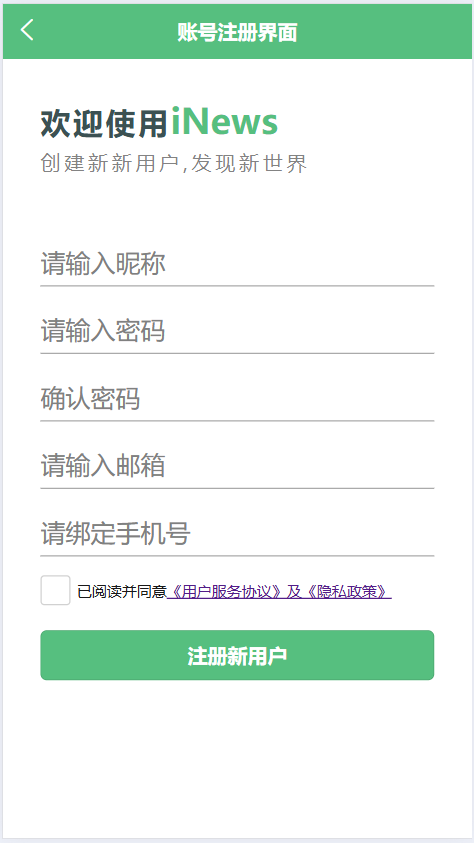 账号注册界面
欢迎使用iNews
创建新新用户,发现新世界
请输入昵称
请输入密码
确认密码
请输入邮箱
请绑定手机号
已阅读并同意《用户服务协议》及《隐私政策》
注册新用户